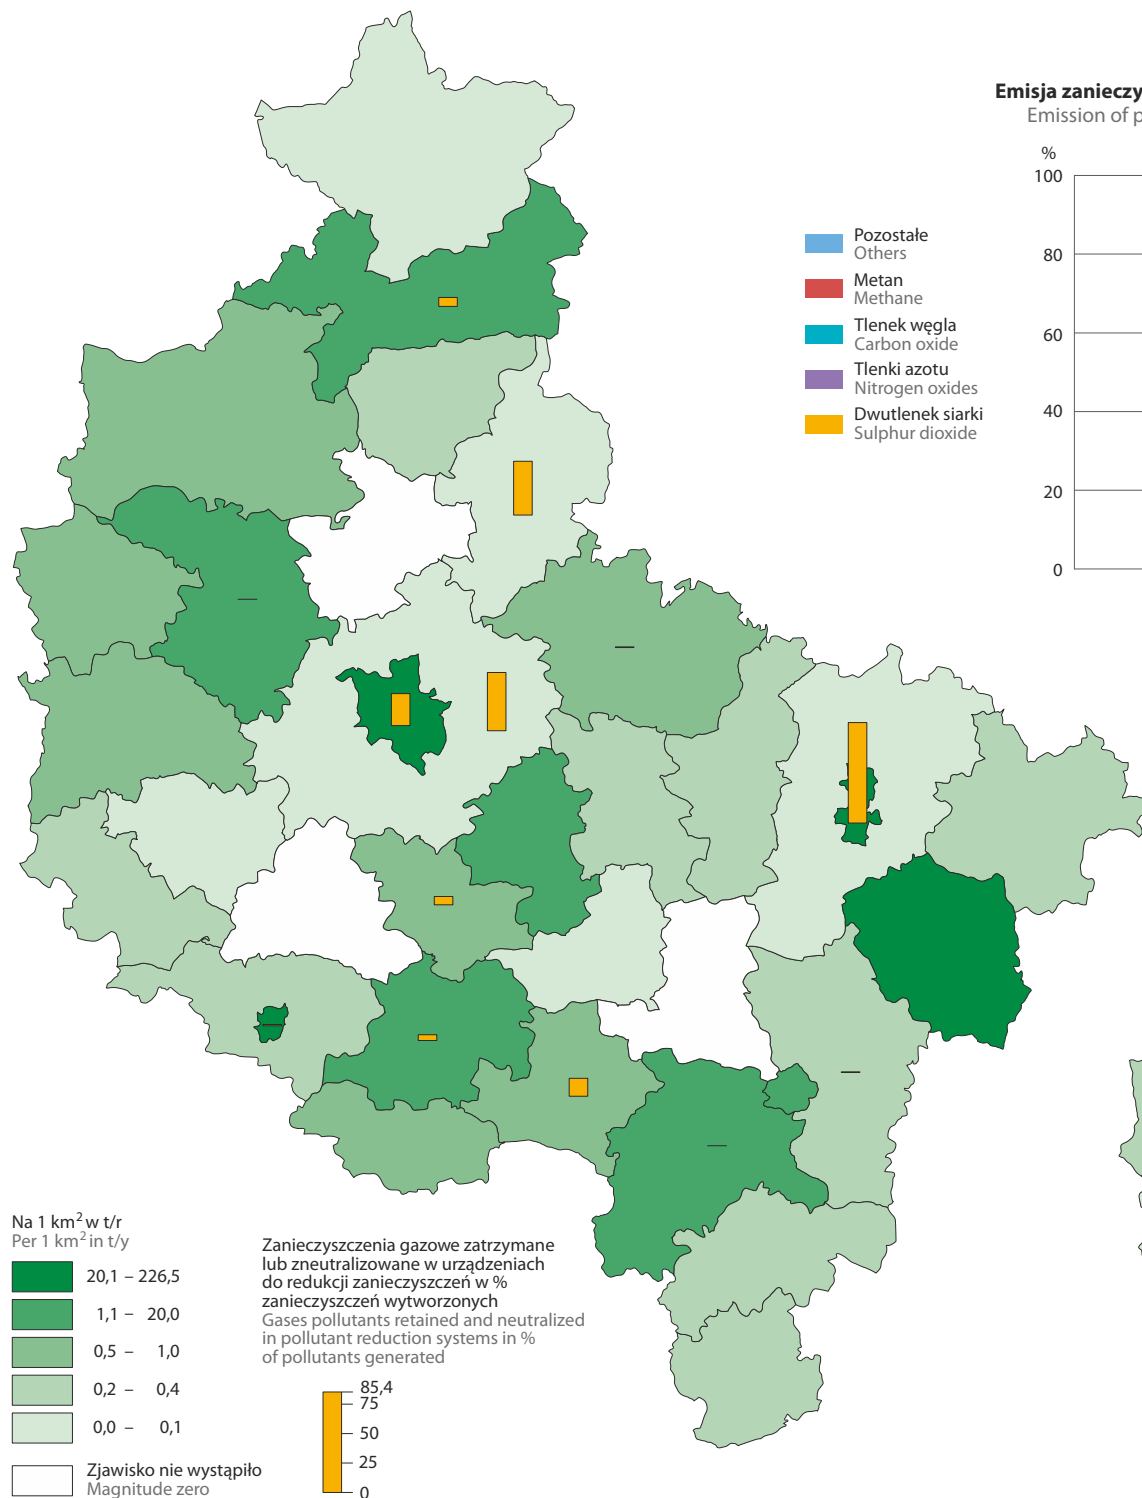 Emisja zanieczy
Emission of p
%
100
80
60
40
20
0
Pozostałe
Others
Metan
Methane
Tlenek węgla
Carbon oxide
Tlenki azotu
Nitrogen oxides
Dwutlenek siarki
Sulphur dioxide
Na 1 km² w t/r
Per 1 km² in t/y
20,1 – 226,5
1,1 – 20,0
0,5 – 1,0
0,2 – 0,4
0,0 – 0,1
Zjawisko nie wystąpiło
Magnitude zero
Zanieczyszczenia gazowe zatrzymane
lub zneutralizowane w urządzeniach
do redukcji zanieczyszczeń w %
zanieczyszczeń wytworzonych
Gases pollutants retained and neutralized
in pollutant reduction systems in %
of pollutants generated
85,4
75
50
25
0